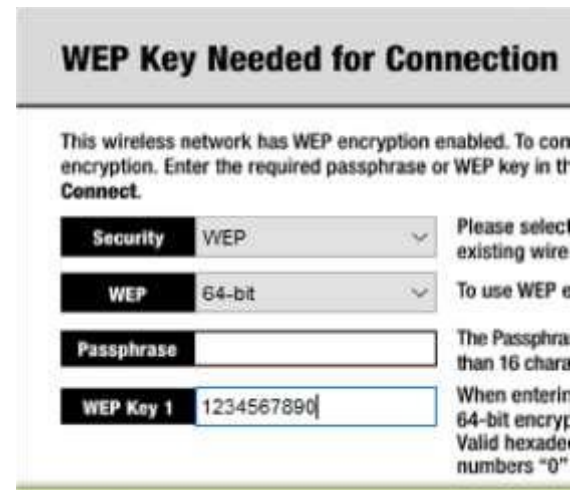 WEP Key Needed for Connection
This wireless network has WEP encryption enabled. To con
encryption. Enter the required passphrase or WEP key in th
Connect.
Security WEP Please select
existing wire
WEP 64-bit To use WEP e
Passphrase The Passphra
than 16 chara
WEP Key 1 1234567890 When enterin
64-bit encryp
Valid hexade
numbers "0"